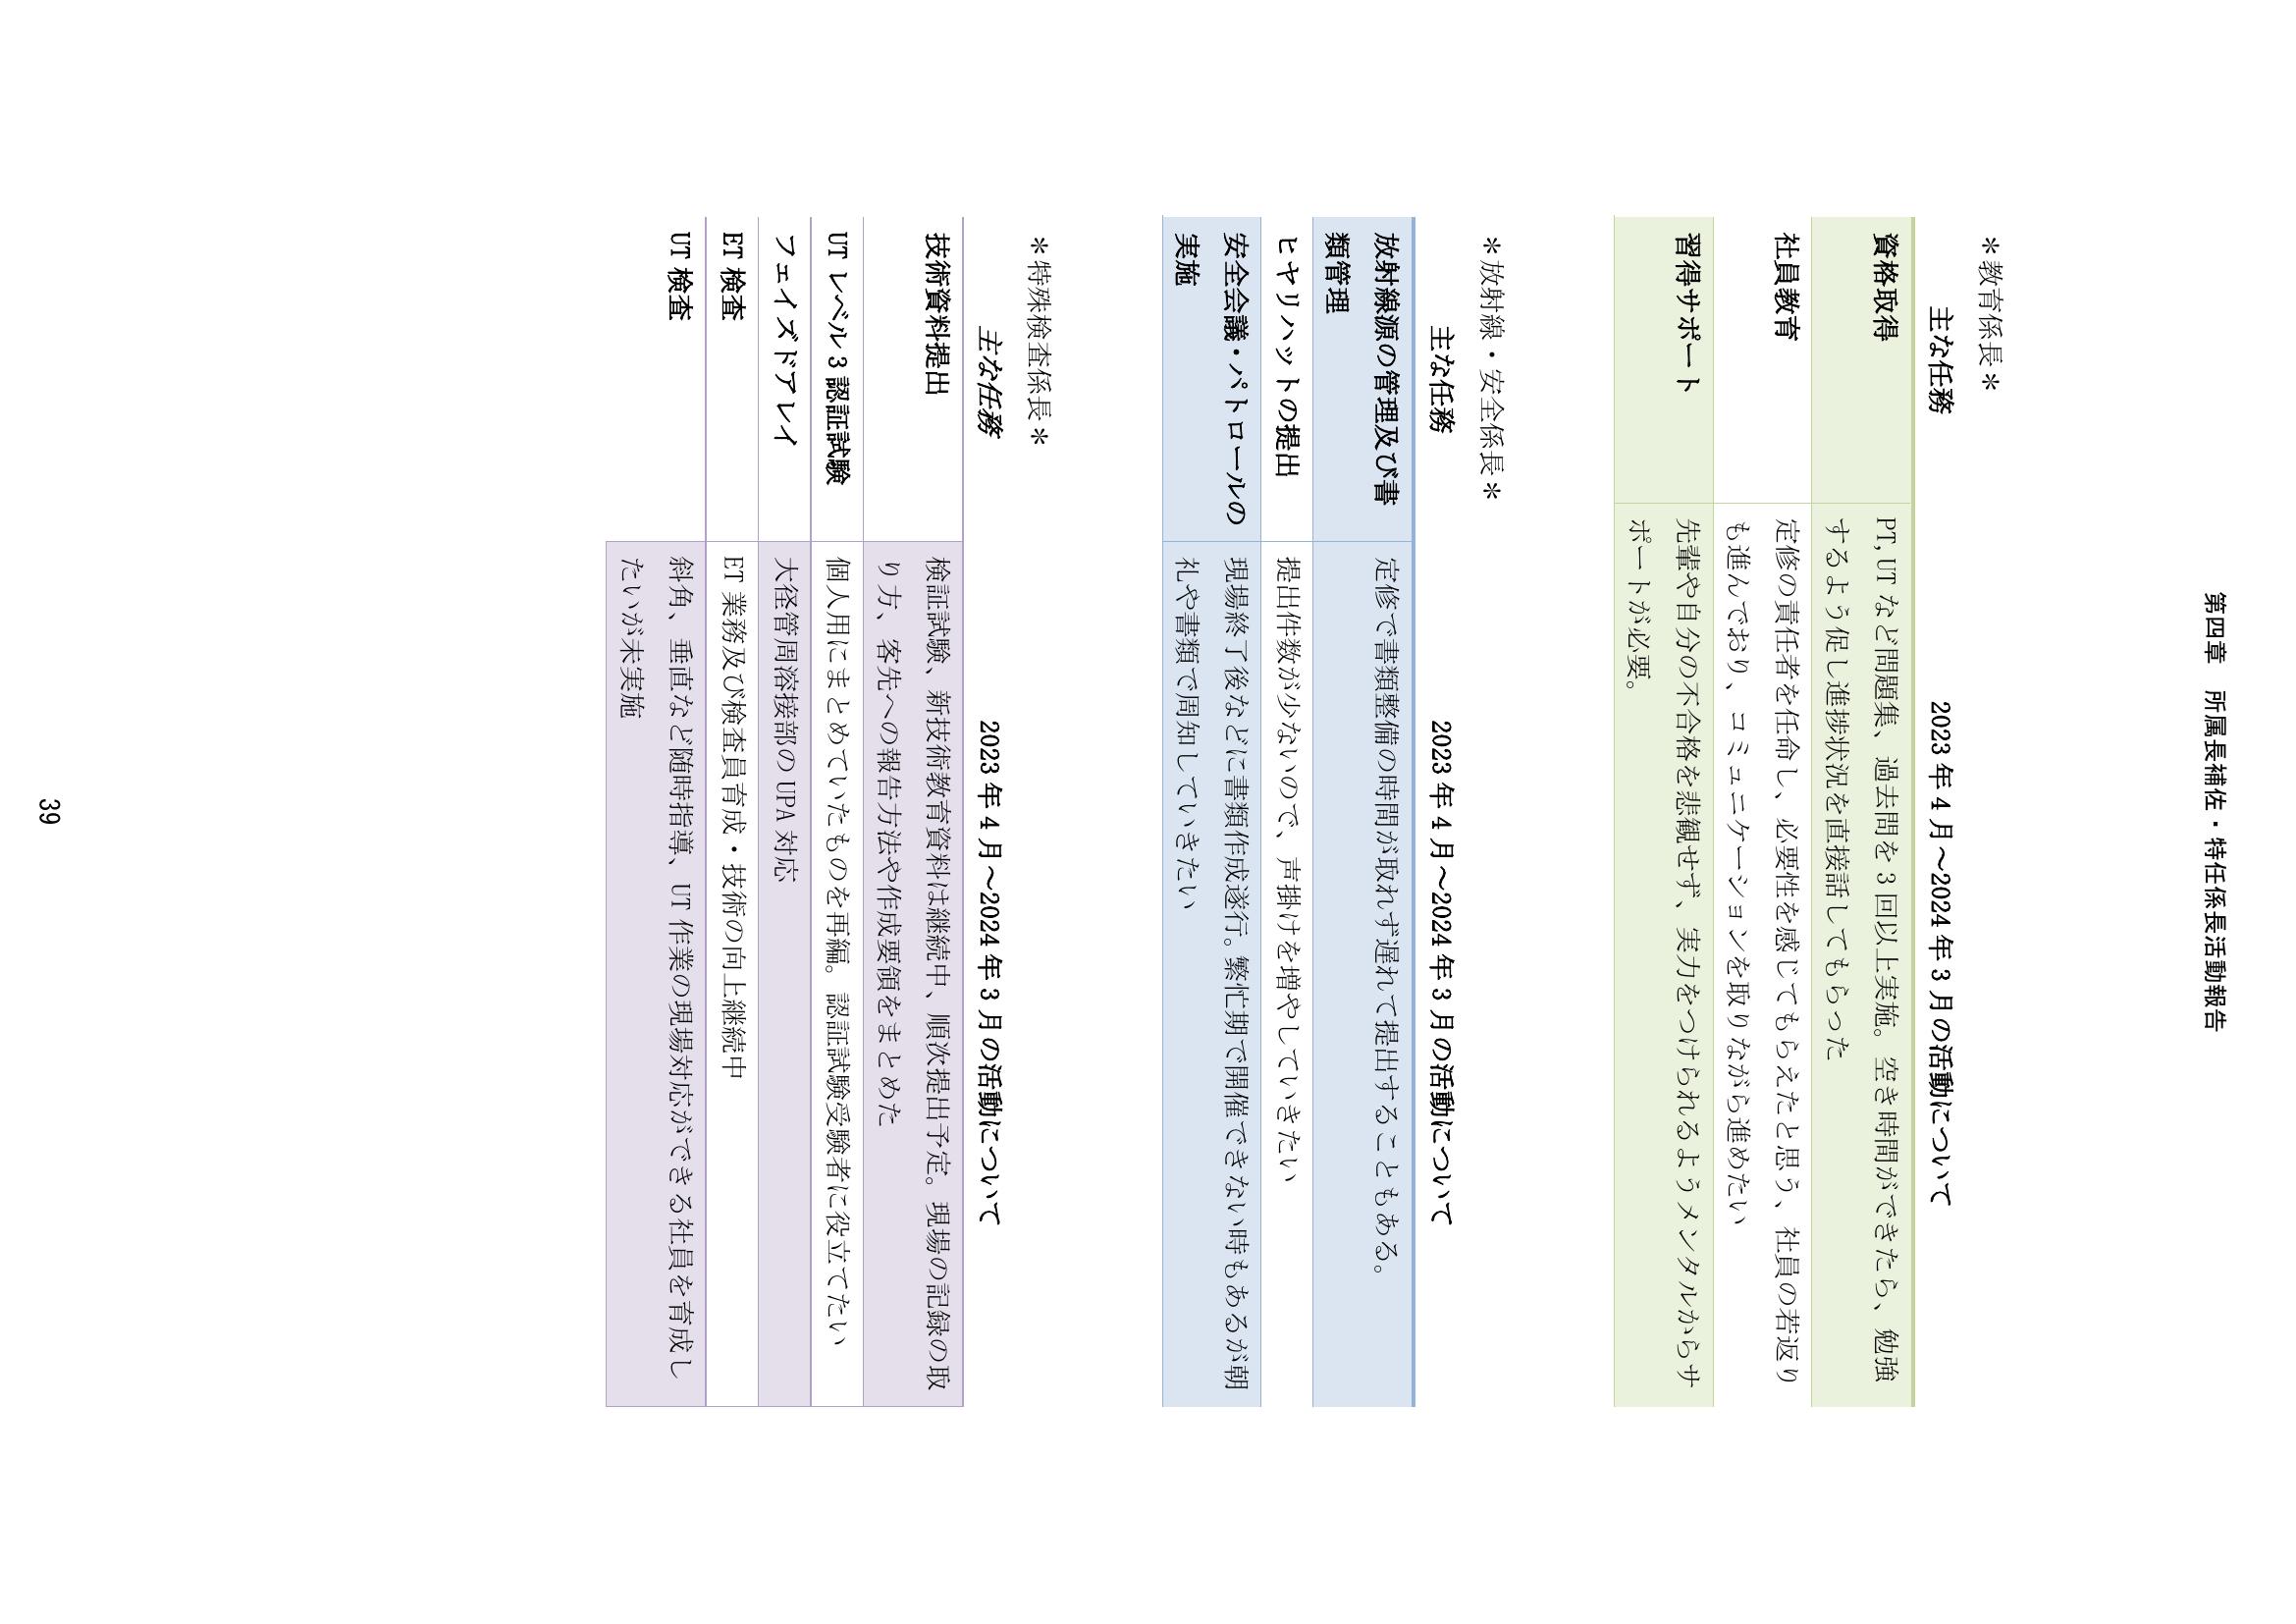 第四章　所属長補佐・特任係長活動報告
＊教育係長＊
主な任務
2023 年 4 月～2024 年 3 月の活動について
資格取得
PT,UT など問題集、過去問を 3 回以上実施。空き時間ができたら、勉強
するよう促し進捗状況を直接話してもらった
社員教育
定修の責任者を任命し、必要性を感じてもらえたと思う、社員の若返り
も進んでおり、コミュニケーションを取りながら進めたい
習得サポート
先輩や自分の不合格を悲観せず、実力をつけられるようメンタルからサ
ポートが必要。
＊放射線・安全係長＊
主な任務
2023 年 4 月～2024 年 3 月の活動について
放射線源の管理及び書
類管理
定修で書類整備の時間が取れず遅れて提出することもある。
ヒヤリハットの提出
提出件数が少ないので、声掛けを増やしていきたい
安全会議・パトロールの
実施
現場終了後などに書類作成遂行。繁忙期で開催できない時もあるが朝
礼や書類で周知していきたい
＊特殊検査係長＊
主な任務
2023 年 4 月～2024 年 3 月の活動について
技術資料提出
検証試験、新技術教育資料は継続中、順次提出予定。現場の記録の取
り方、客先への報告方法や作成要領をまとめた
UT レベル 3 認証試験
個人用にまとめていたものを再編。認証試験受験者に役立てたい
フェイズドアレイ
大径管周溶接部の UPA 対応
ET 検査
ET 業務及び検査員育成・技術の向上継続中
UT 検査
斜角、垂直など随時指導、UT 作業の現場対応ができる社員を育成し
たいが未実施
39